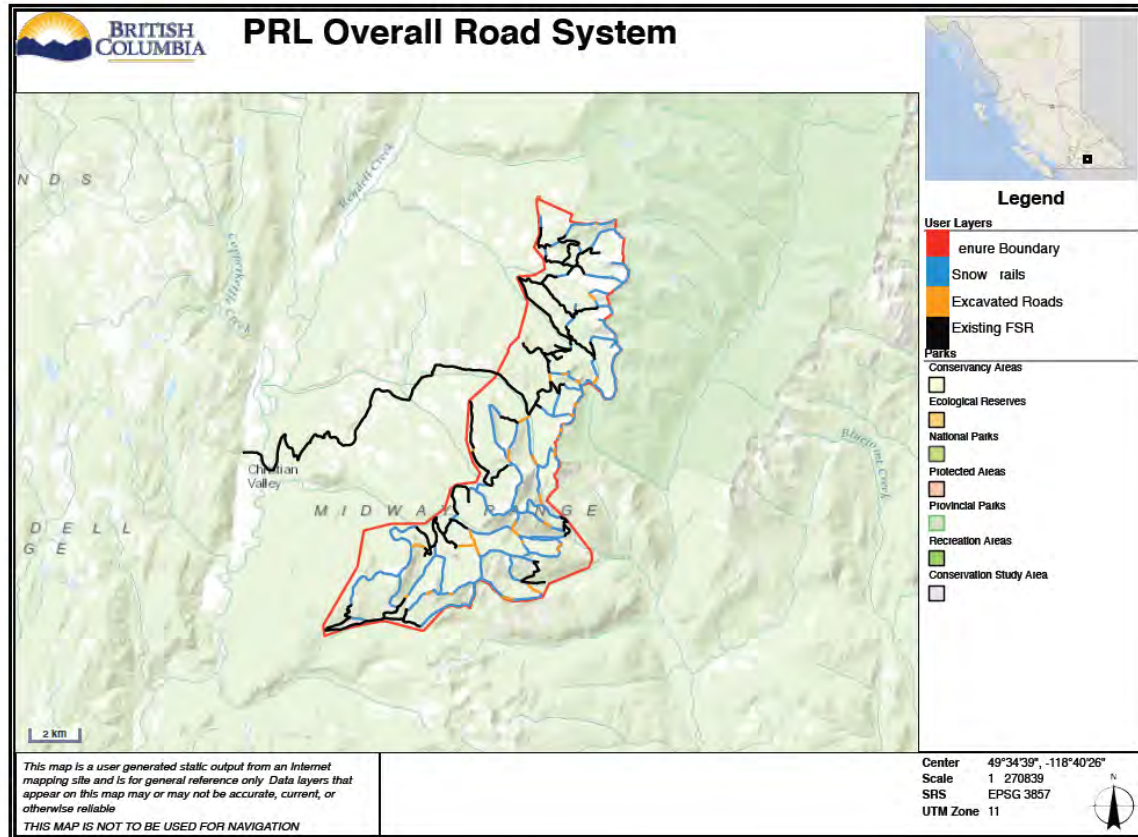 BRITISH
COLUMBIA
PRL Overall Road System
N D S
Rendell Creek
Copperkettle Creek
Christian
Valley
M I D W A Y R A N G E
D E L L
G E
Bluejoint Creek
2 km
Legend
User Layers
enure Boundary
Snow rails
Excavated Roads
Existing FSR
Parks
Conservancy Areas
Ecological Reserves
National Parks
Protected Areas
Provincial Parks
Recreation Areas
Conservation Study Area
This map is a user generated static output from an Internet
mapping site and is for general reference only Data layers that
appear on this map may or may not be accurate, current, or
otherwise reliable
THIS MAP IS NOT TO BE USED FOR NAVIGATION
Center 49°34'39", -118°40'26"
Scale 1 270839
SRS EPSG 3857
UTM Zone 11
N